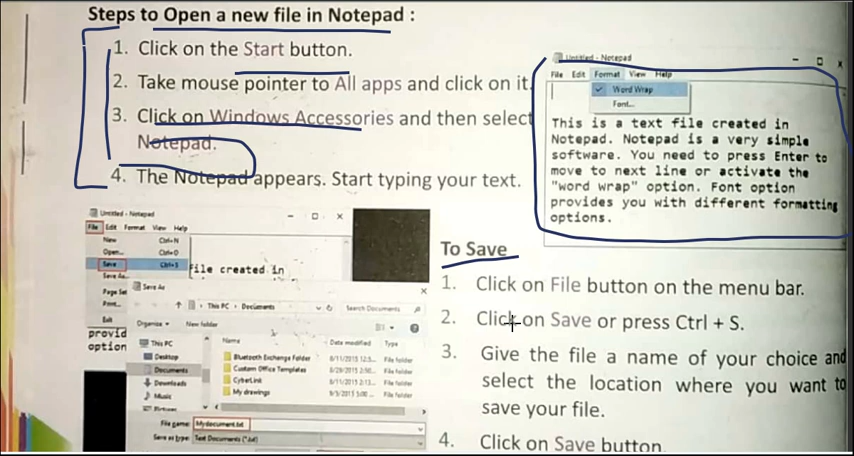 Steps to Open a new file in Notepad :
1. Click on the Start button.
2. Take mouse pointer to All apps and click on it.
3. Click on Windows Accessories and then select
Notepad.
4. The Notepad appears. Start typing your text.
Untitled - Notepad
File Edit Format View Help
Word Wrap
Font...
This is a text file created in
Notepad. Notepad is a very simple
software. You need to press Enter to
move to next line or activate the
"word wrap" option. Font option
provides you with different formatting
options.
Untitled - Notepad
File Edit Format View Help
New Ctrl+N
Open... Ctrl+O
Save Ctrl+S
Save As...
Page Set
Print...
Exit
file created in
provid
option
Save As
This PC Documents
Search Documents
Organize New folder
This PC
Desktop
Documents
Downloads
Music
Pictures
Name Date modified Type
Bluetooth Exchange Folder File folder
Custom Office Templates File folder
CyberLink File folder
My drawings File folder
File name: Mydocument.txt
Save as type: Text Documents (*.txt)
To Save
1. Click on File button on the menu bar.
2. Click on Save or press Ctrl + S.
3. Give the file a name of your choice and
select the location where you want to
save your file.
4. Click on Save button.